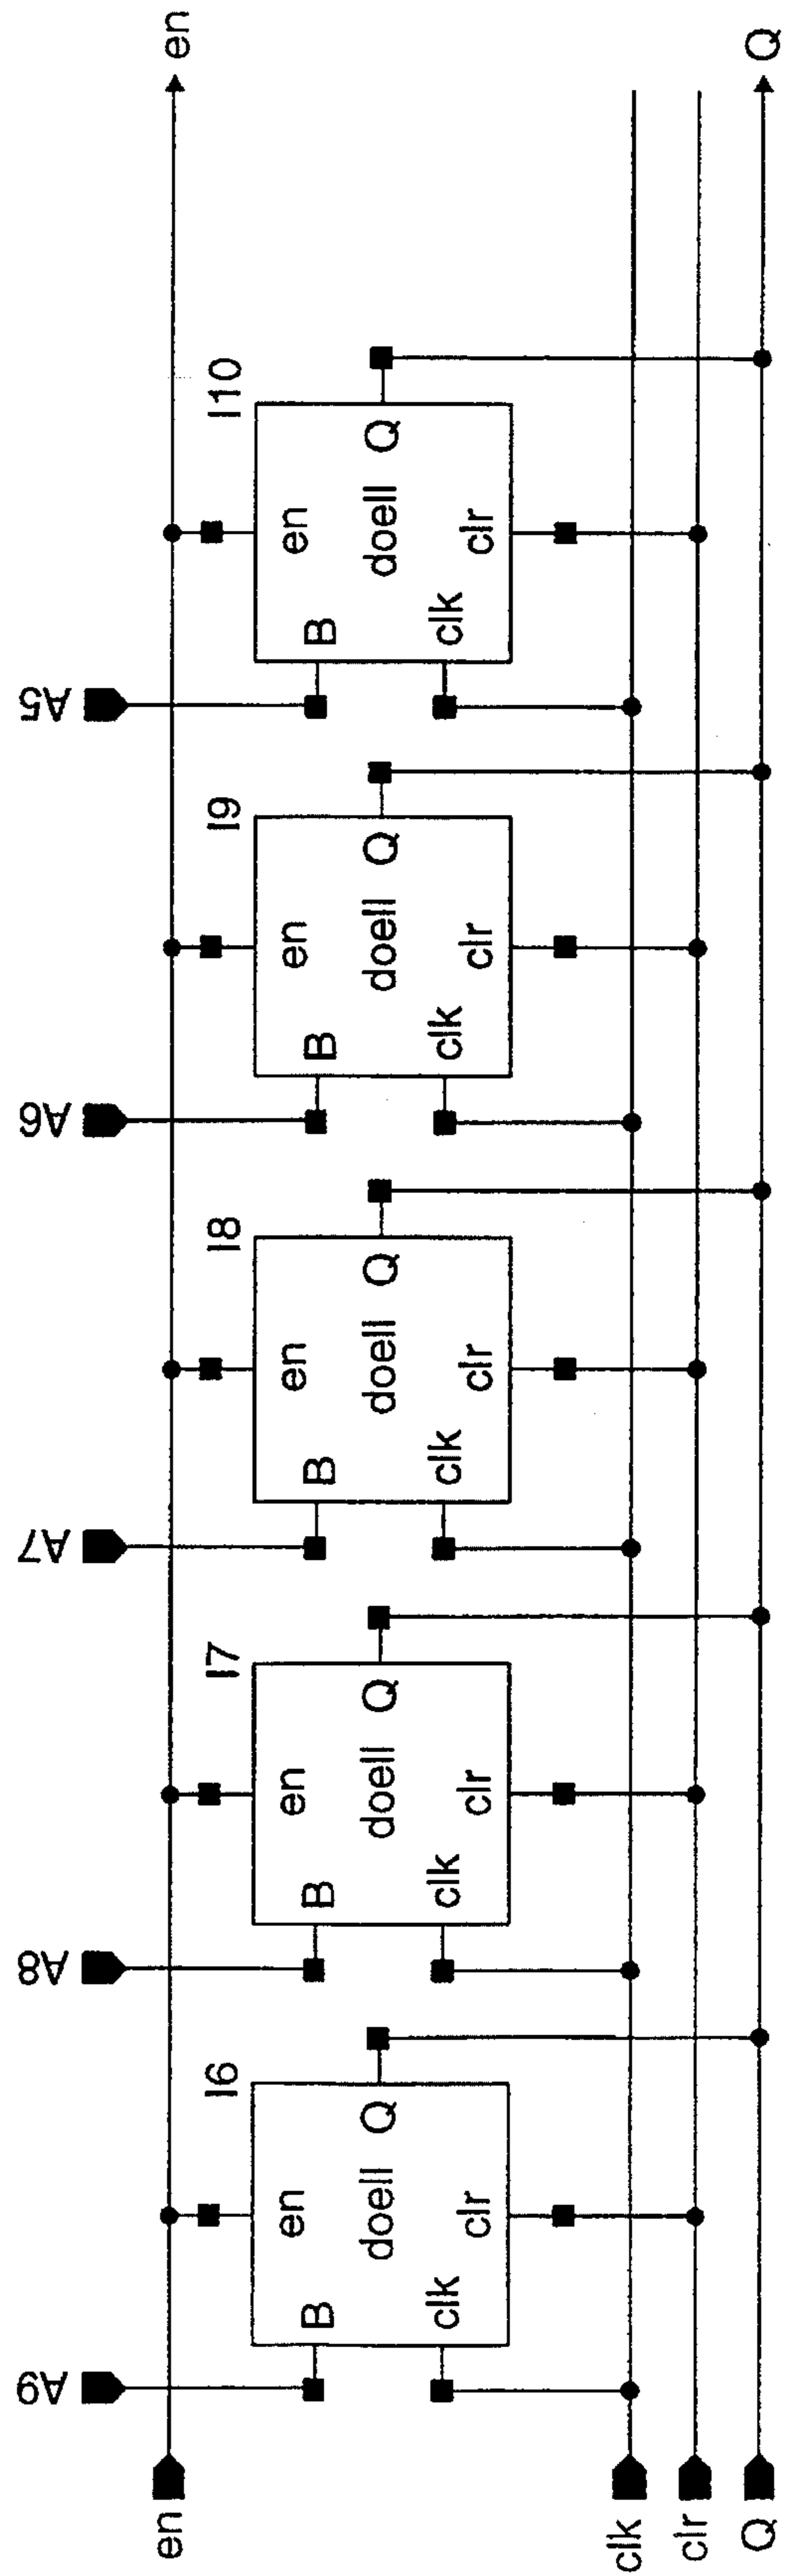 A9
A8
A7
A6
A5
en
en
I6
en
B
doell
Q
clk
clr
I7
en
B
doell
Q
clk
clr
I8
en
B
doell
Q
clk
clr
I9
en
B
doell
Q
clk
clr
I10
en
B
doell
Q
clk
clr
clk
clr
Q
Q